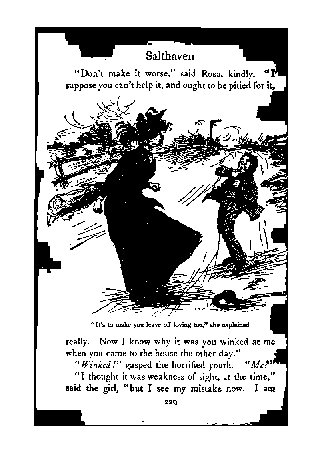 Salthaven
"Don't make it worse," said Rosa, kindly. "I
suppose you can't help it, and ought to be pitied for it,
"It's to make you leave off loving me," she explained
really. Now I know why it was you winked at me
when you came to the house the other day."
"Winked!" gasped the horrified youth. "Me?"
"I thought it was weakness of sight, at the time,"
said the girl, "but I see my mistake now. I am
229